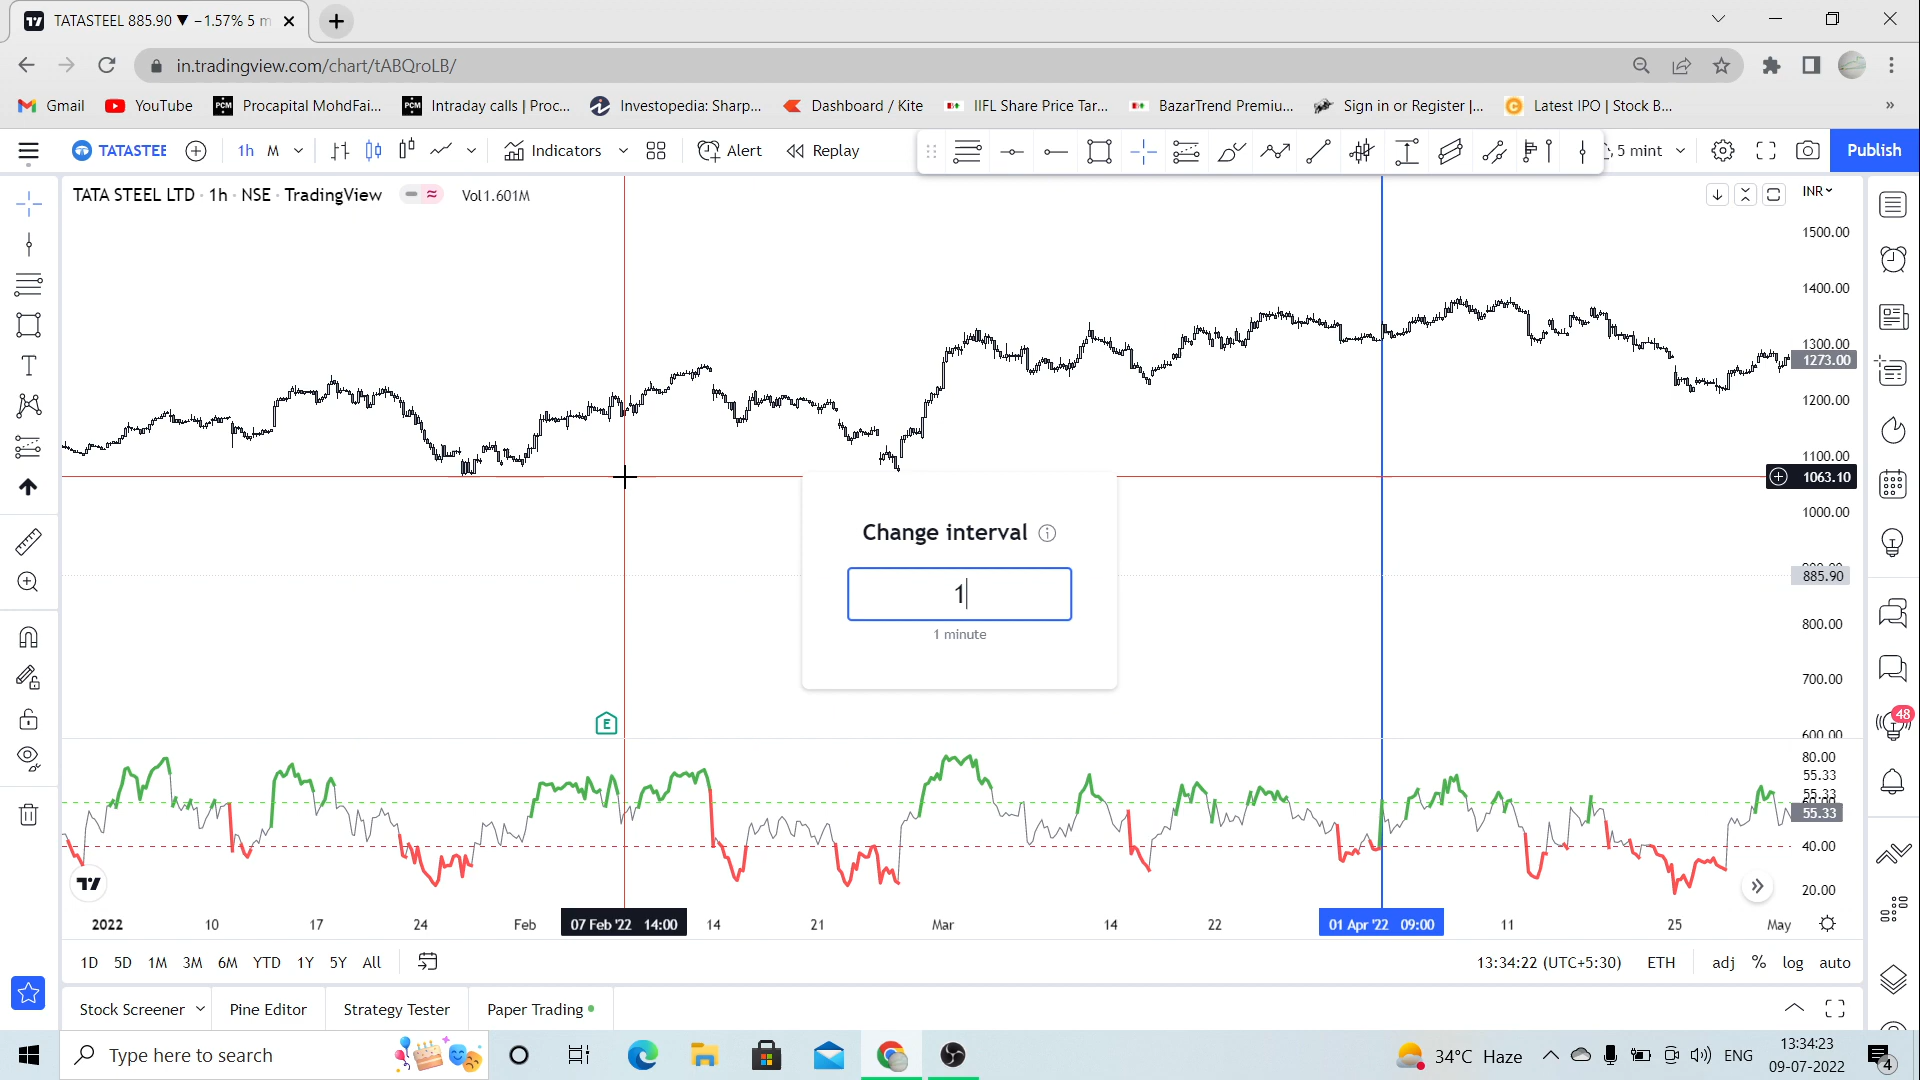 TATASTEEL 885.90 ▼ −1.57% 5 m
in.tradingview.com/chart/tABQroLB/
Gmail YouTube Procapital MohdFai... Intraday calls | Proc... Investopedia: Sharp... Dashboard / Kite IIFL Share Price Tar... BazarTrend Premiu... Sign in or Register |... Latest IPO | Stock B... »
TATASTEE 1h M Indicators Alert Replay 5 mint Publish
TATA STEEL LTD · 1h · NSE · TradingView Vol1.601M INR
1500.00
1400.00
1300.00
1273.00
1200.00
1100.00
1063.10
1000.00
885.90
800.00
700.00
600.00
Change interval
1
1 minute
E
48
80.00
55.33
55.33
60.00
55.33
40.00
20.00
2022 10 17 24 Feb 07 Feb '22 14:00 14 21 Mar 14 22 01 Apr '22 09:00 11 25 May
1D 5D 1M 3M 6M YTD 1Y 5Y All 13:34:22 (UTC+5:30) ETH adj % log auto
Stock Screener Pine Editor Strategy Tester Paper Trading
Type here to search 34°C Haze ENG 13:34:23
09-07-2022 4